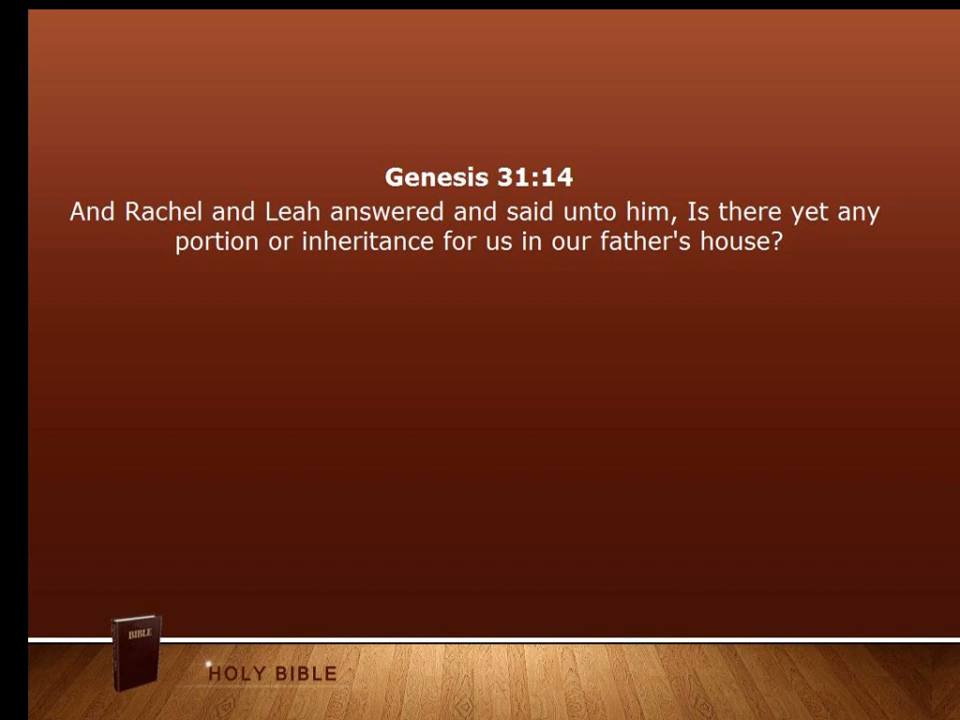 Genesis 31:14
And Rachel and Leah answered and said unto him, Is there yet any
portion or inheritance for us in our father's house?
BIBLE
HOLY BIBLE